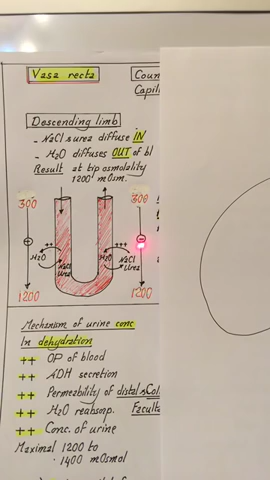 Vasa recta
Coun
Capil
Descending limb
- NaCl & urea diffuse IN
- H2O diffuses OUT of bl
Result at tip osmolality
1200 mOsm.
300
300
+++
+++
H2O
H2O
NaCl
Urea
NaCl
Urea
1200
1200
Mechanism of urine conc
In dehydration
++ OP of blood
++ ADH secretion
++ Permeability of distal & Col
++ H2O reabsorp. Faculta
++ Conc. of urine
Maximal 1200 to
1400 mOsmol